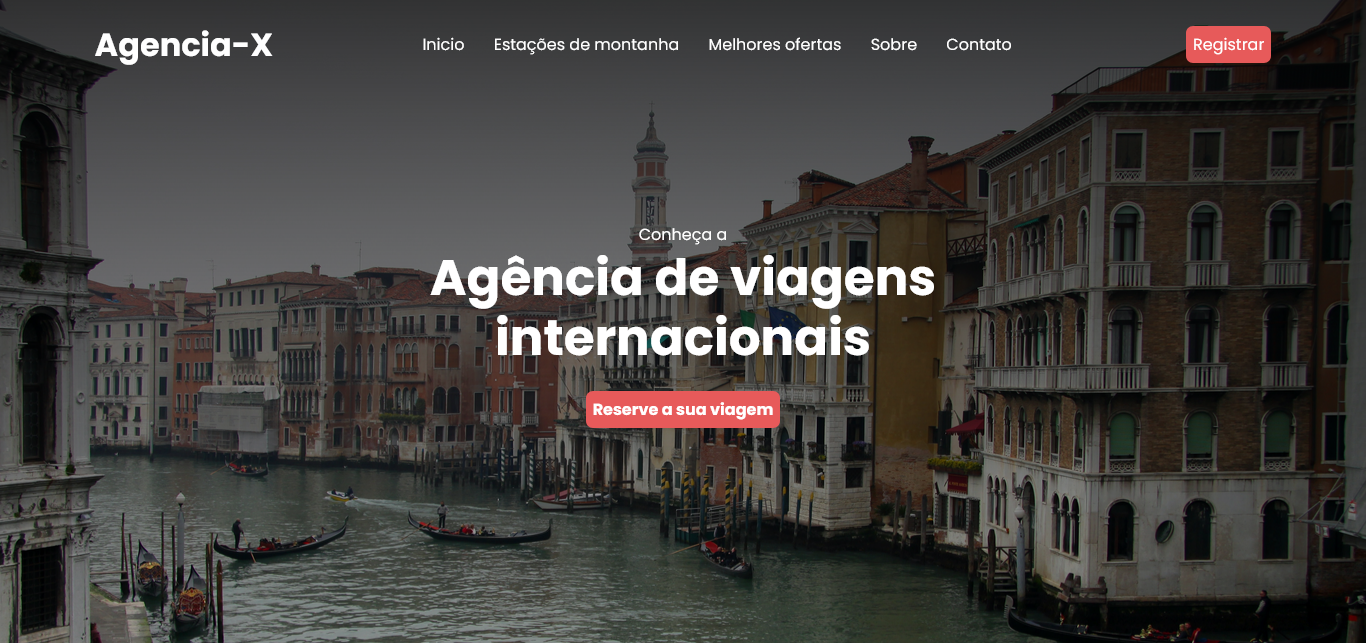 Agencia-X
Inicio
Estações de montanha
Melhores ofertas
Sobre
Contato
Registrar
Conheça a
Agência de viagens
internacionais
Reserve a sua viagem